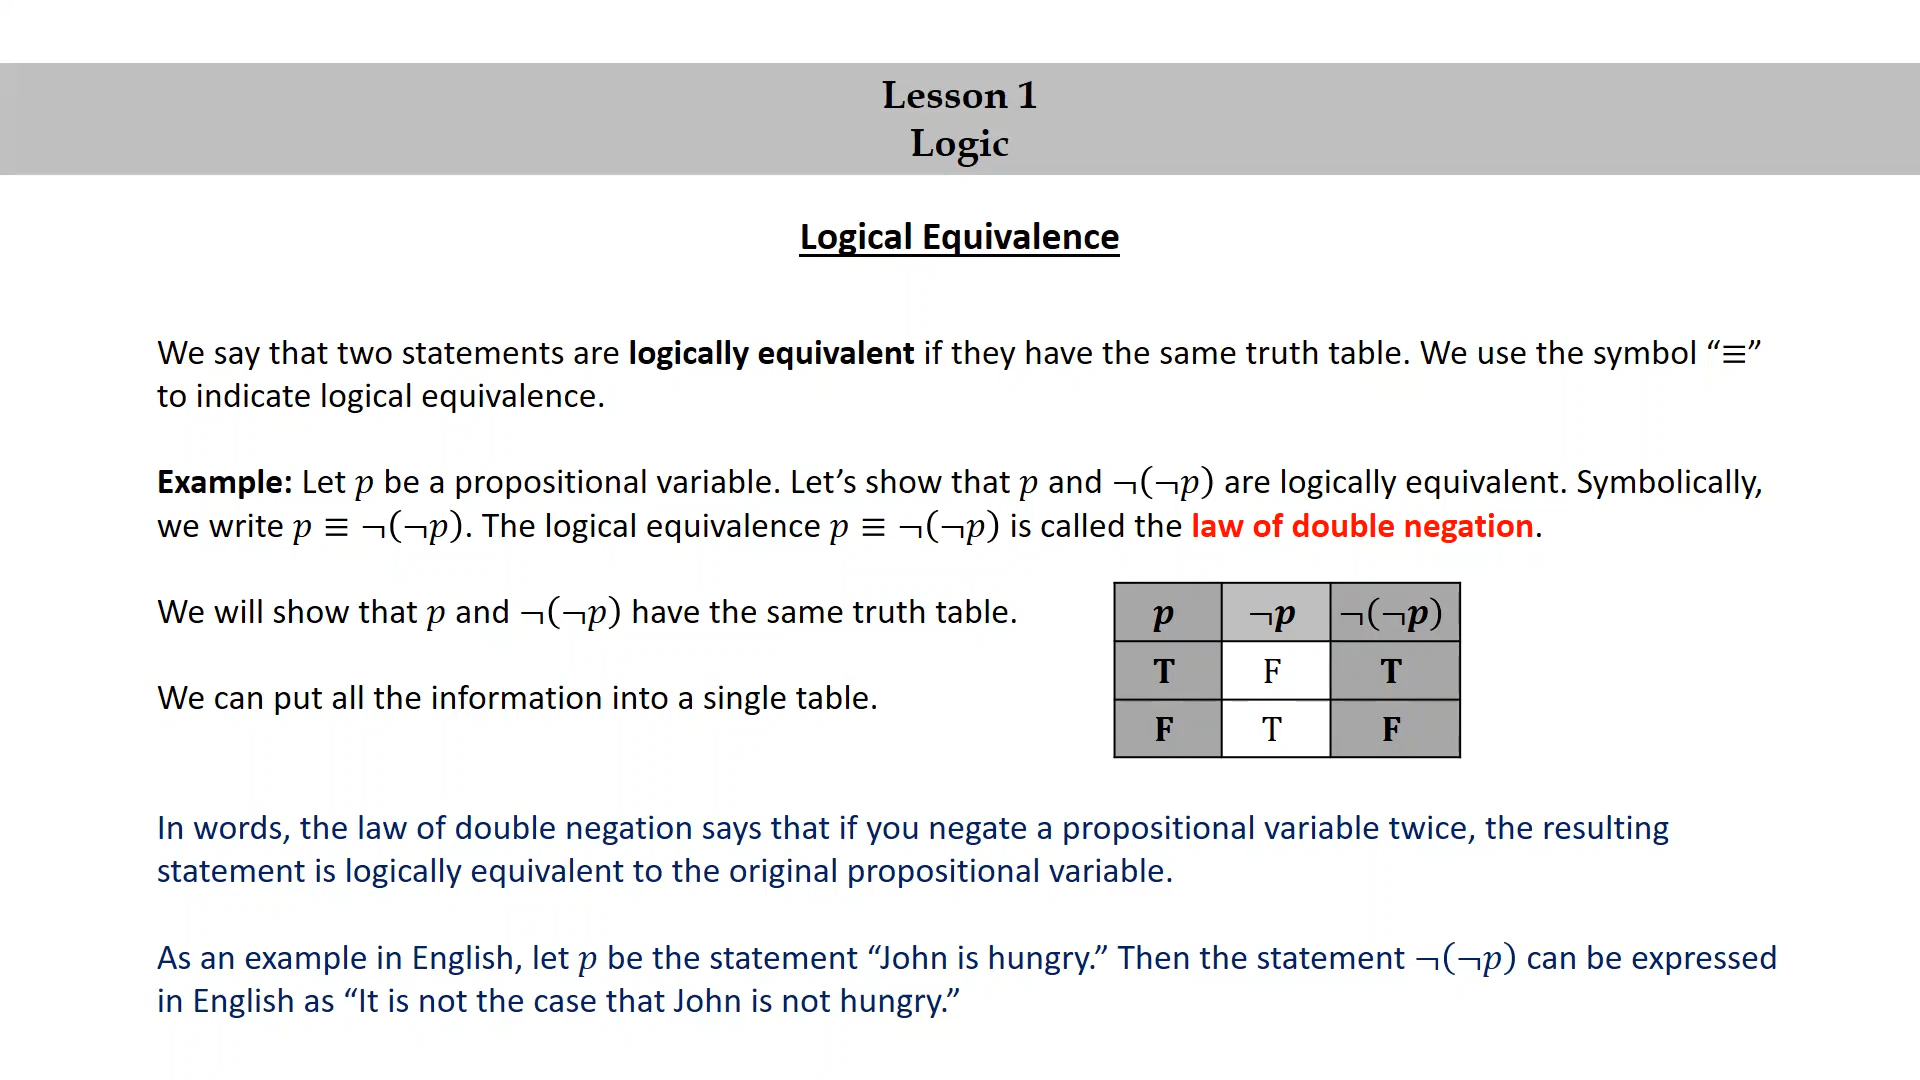 Lesson 1
Logic
Logical Equivalence
We say that two statements are logically equivalent if they have the same truth table. We use the symbol “≡”
to indicate logical equivalence.
Example: Let p be a propositional variable. Let’s show that p and ¬(¬p) are logically equivalent. Symbolically,
we write p ≡ ¬(¬p). The logical equivalence p ≡ ¬(¬p) is called the law of double negation.
We will show that p and ¬(¬p) have the same truth table.
We can put all the information into a single table.
p ¬p ¬(¬p)
T F T
F T F
In words, the law of double negation says that if you negate a propositional variable twice, the resulting
statement is logically equivalent to the original propositional variable.
As an example in English, let p be the statement “John is hungry.” Then the statement ¬(¬p) can be expressed
in English as “It is not the case that John is not hungry.”